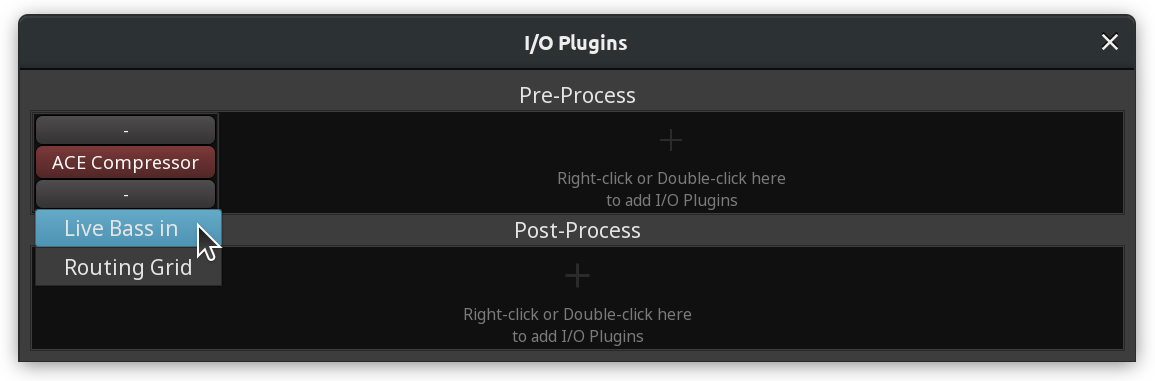 I/O Plugins
Pre-Process
-
ACE Compressor
-
Right-click or Double-click here
to add I/O Plugins
Live Bass in
Routing Grid
Post-Process
Right-click or Double-click here
to add I/O Plugins